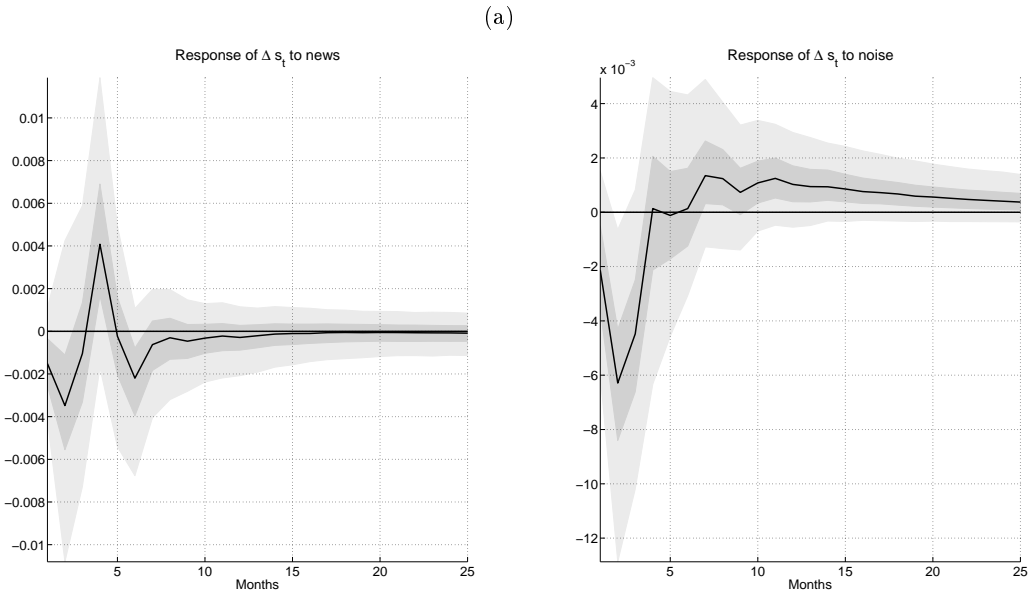 (a)
Response of Δ s_t to news
0.01
0.008
0.006
0.004
0.002
0
−0.002
−0.004
−0.006
−0.008
−0.01
5 10 15 20 25
Months
Response of Δ s_t to noise
x 10^−3
4
2
0
−2
−4
−6
−8
−10
−12
5 10 15 20 25
Months